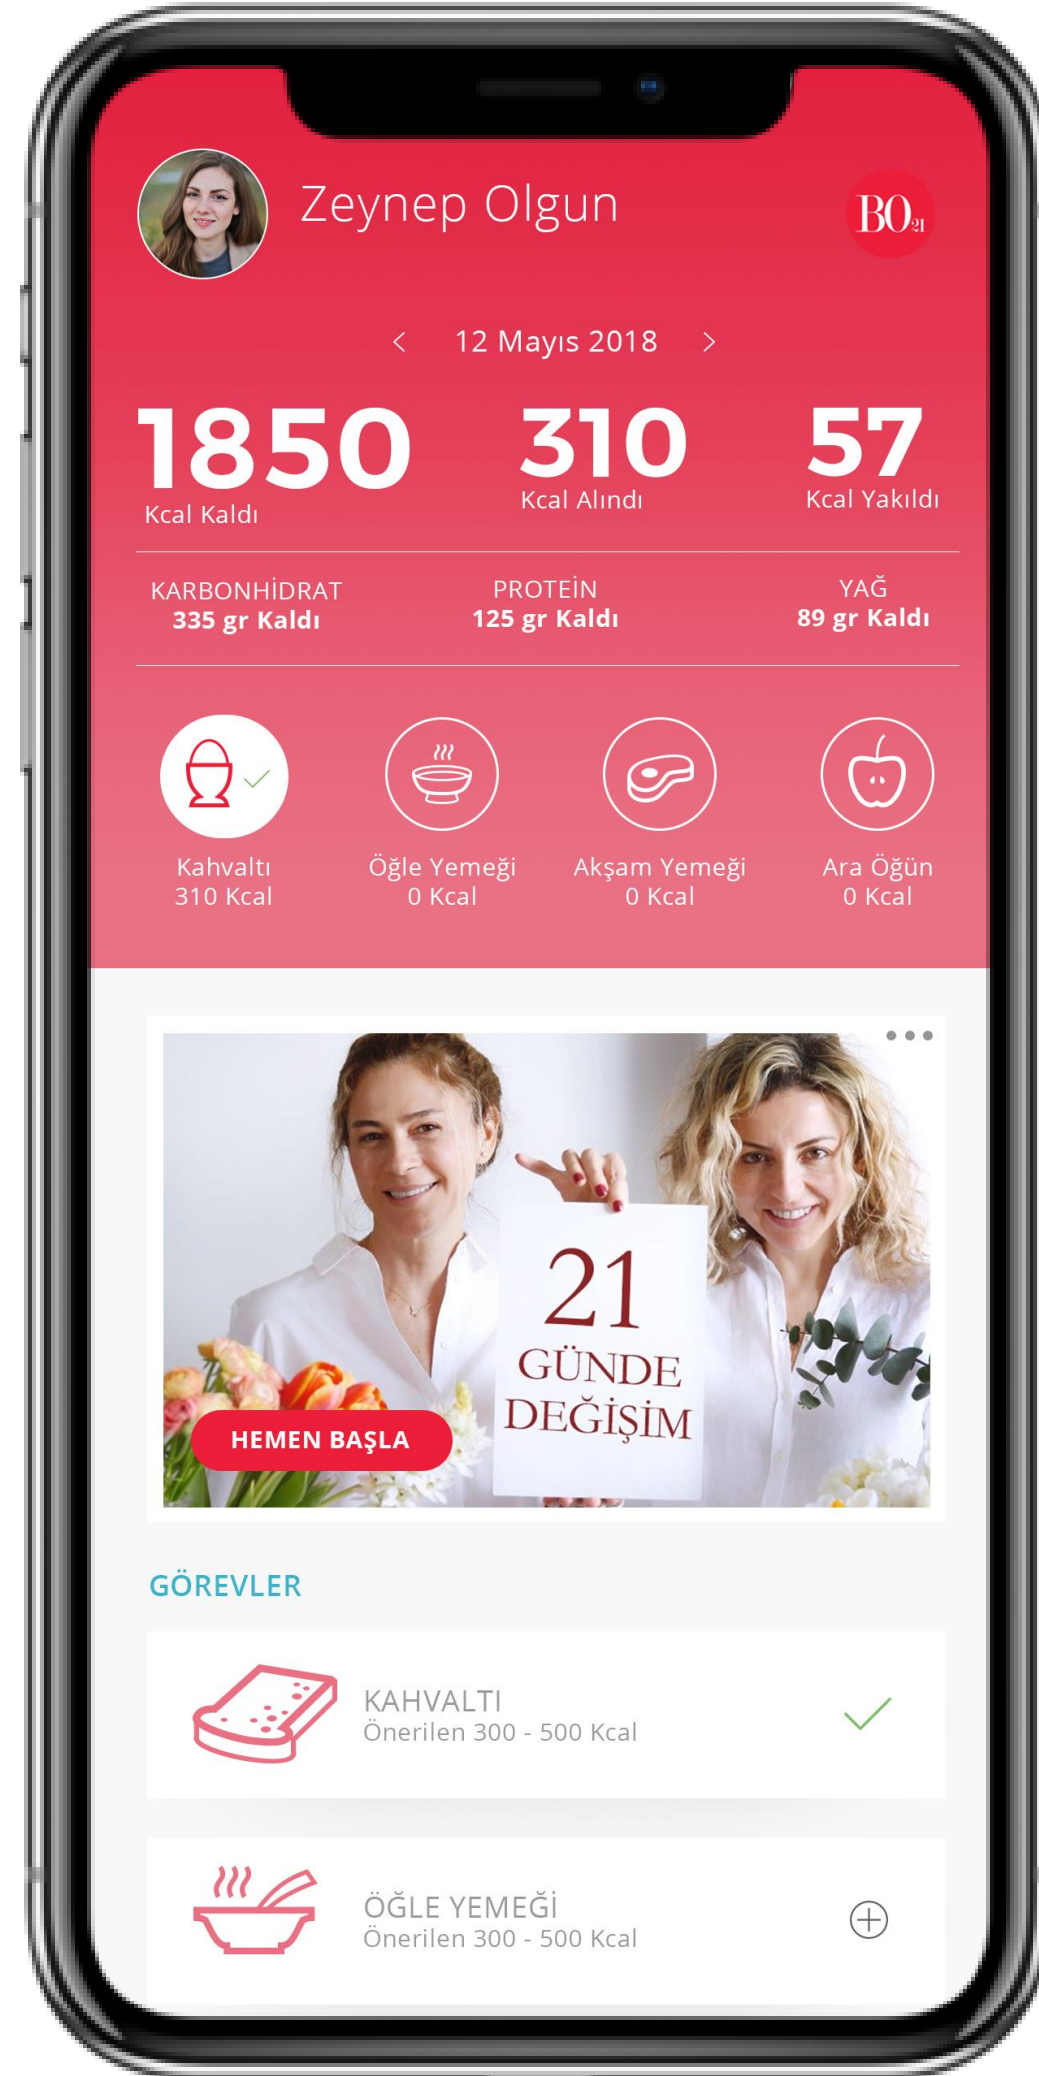 Zeynep Olgun
BO21
12 Mayıs 2018
1850
Kcal Kaldı
310
Kcal Alındı
57
Kcal Yakıldı
KARBONHİDRAT
335 gr Kaldı
PROTEİN
125 gr Kaldı
YAĞ
89 gr Kaldı
Kahvaltı
310 Kcal
Öğle Yemeği
0 Kcal
Akşam Yemeği
0 Kcal
Ara Öğün
0 Kcal
21
GÜNDE
DEĞİŞİM
HEMEN BAŞLA
GÖREVLER
KAHVALTI
Önerilen 300 - 500 Kcal
ÖĞLE YEMEĞİ
Önerilen 300 - 500 Kcal